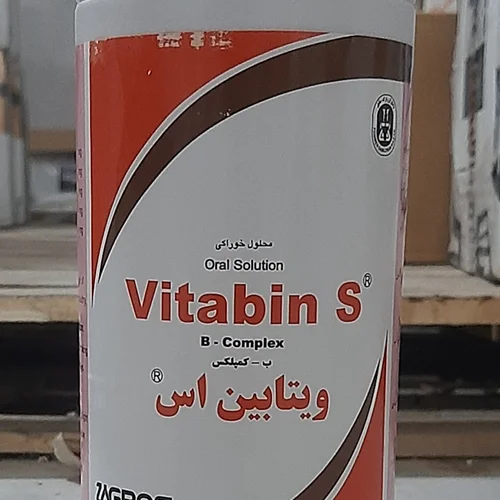 محلول خوراکی
Oral Solution
Vitabin S®
B - Complex
ب - کمپلکس
ویتابین اس®